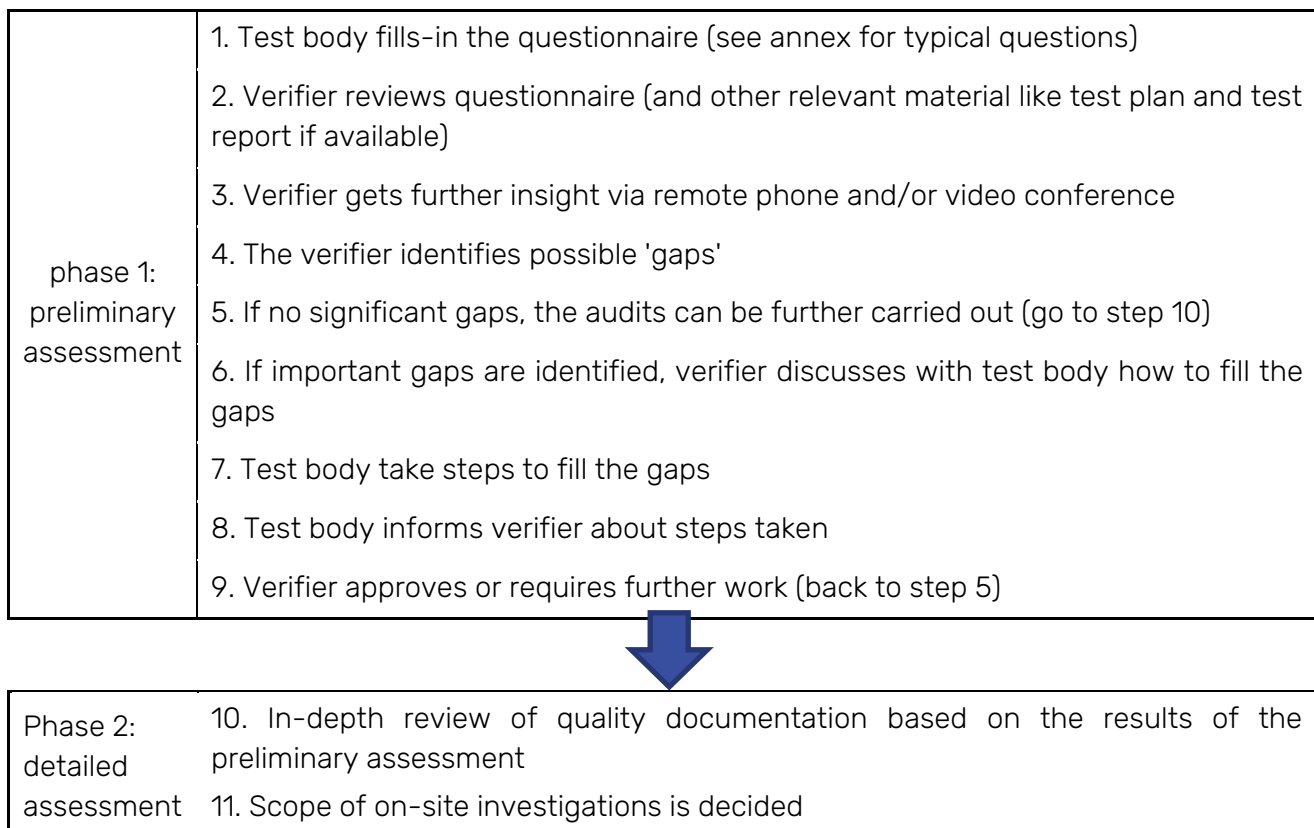 1. Test body fills-in the questionnaire (see annex for typical questions)
2. Verifier reviews questionnaire (and other relevant material like test plan and test
report if available)
3. Verifier gets further insight via remote phone and/or video conference
4. The verifier identifies possible 'gaps'
phase 1:
preliminary
assessment
5. If no significant gaps, the audits can be further carried out (go to step 10)
6. If important gaps are identified, verifier discusses with test body how to fill the
gaps
7. Test body take steps to fill the gaps
8. Test body informs verifier about steps taken
9. Verifier approves or requires further work (back to step 5)
Phase 2:
detailed
assessment
10. In-depth review of quality documentation based on the results of the
preliminary assessment
11. Scope of on-site investigations is decided